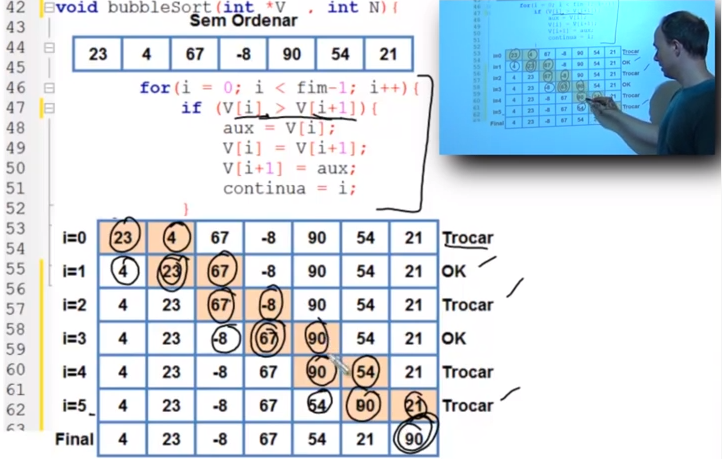 42 void bubbleSort(int *V , int N){
43 Sem Ordenar
44 23 4 67 -8 90 54 21
45
46 for(i = 0; i < fim-1; i++){
47 if (V[i] > V[i+1]){
48 aux = V[i];
49 V[i] = V[i+1];
50 V[i+1] = aux;
51 continua = i;
52 }
53 i=0 23 4 67 -8 90 54 21 Trocar
54
55 i=1 4 23 67 -8 90 54 21 OK
56
57 i=2 4 23 67 -8 90 54 21 Trocar
58
59 i=3 4 23 -8 67 90 54 21 OK
60 i=4 4 23 -8 67 90 54 21 Trocar
61
62 i=5 4 23 -8 67 54 90 21 Trocar
63
Final 4 23 -8 67 54 21 90